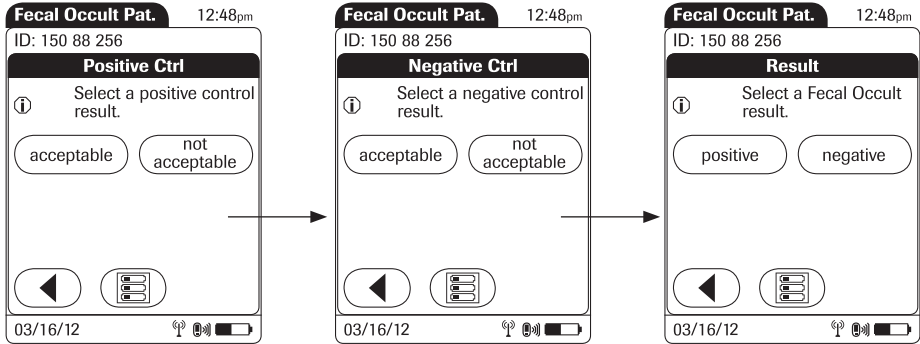 Fecal Occult Pat. 12:48pm
ID: 150 88 256
Positive Ctrl
Select a positive control
result.
acceptable
not
acceptable
03/16/12
Fecal Occult Pat. 12:48pm
ID: 150 88 256
Negative Ctrl
Select a negative control
result.
acceptable
not
acceptable
03/16/12
Fecal Occult Pat. 12:48pm
ID: 150 88 256
Result
Select a Fecal Occult
result.
positive
negative
03/16/12